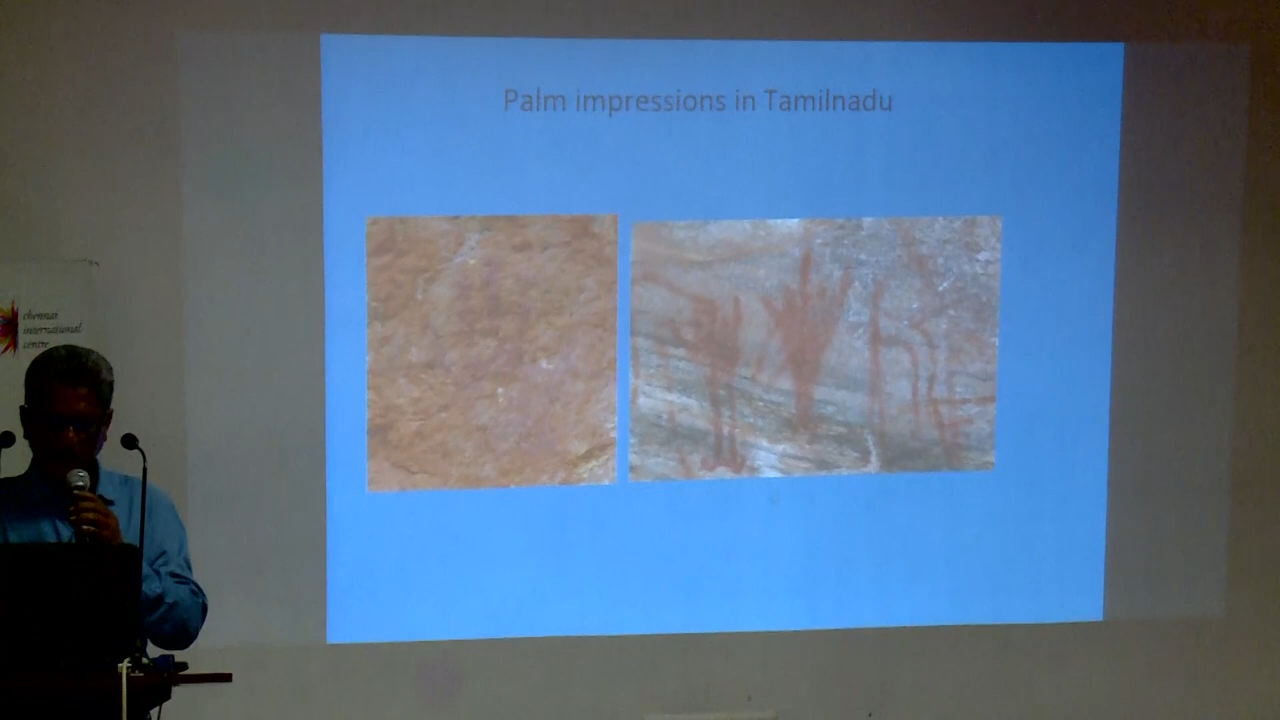 Palm impressions in Tamilnadu
chennai
international
centre